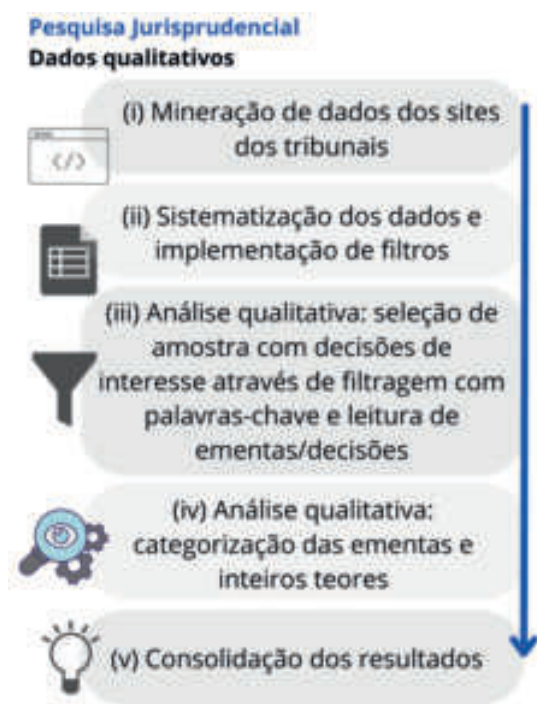 Pesquisa Jurisprudencial
Dados qualitativos
(i) Mineração de dados dos sites
dos tribunais
</>
(ii) Sistematização dos dados e
implementação de filtros
(iii) Análise qualitativa: seleção de
amostra com decisões de
interesse através de filtragem com
palavras-chave e leitura de
ementas/decisões
(iv) Análise qualitativa:
categorização das ementas e
inteiros teores
(v) Consolidação dos resultados